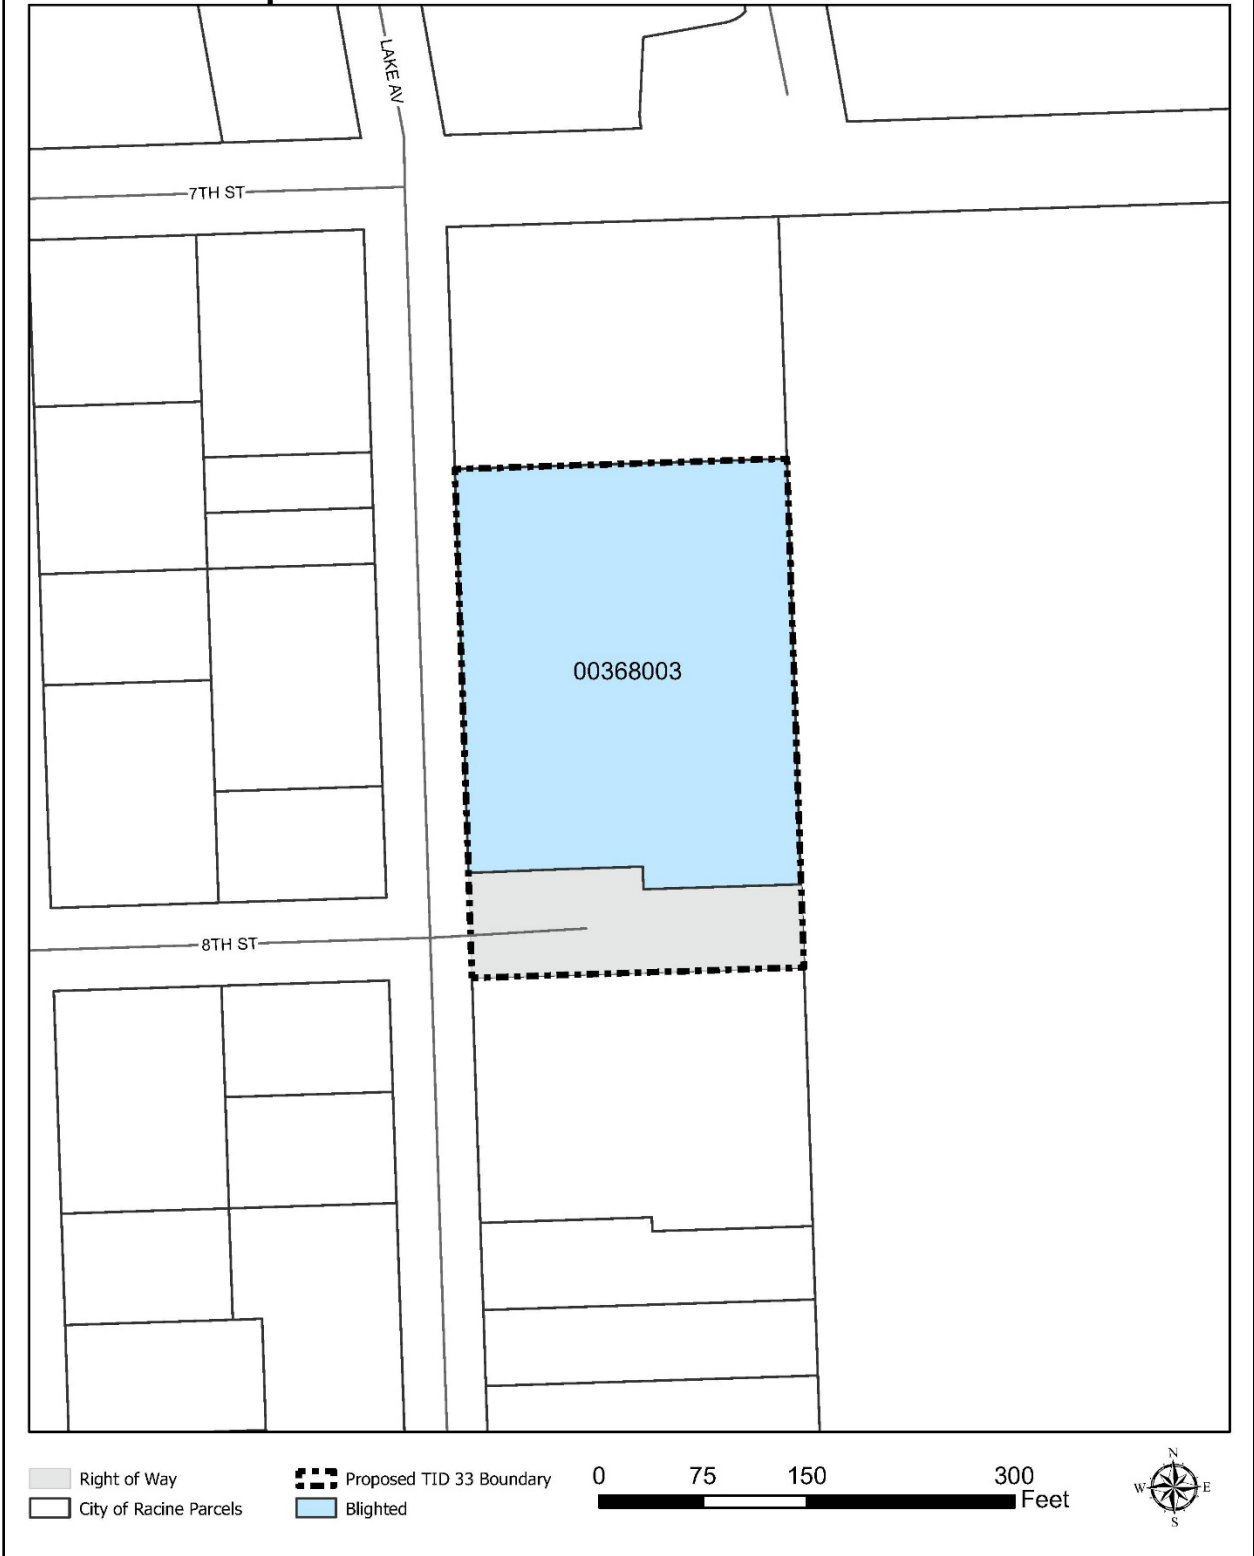 LAKE AV
7TH ST
00368003
8TH ST
Right of Way
City of Racine Parcels
Proposed TID 33 Boundary
Blighted
0 75 150 300
Feet
N
W E
S